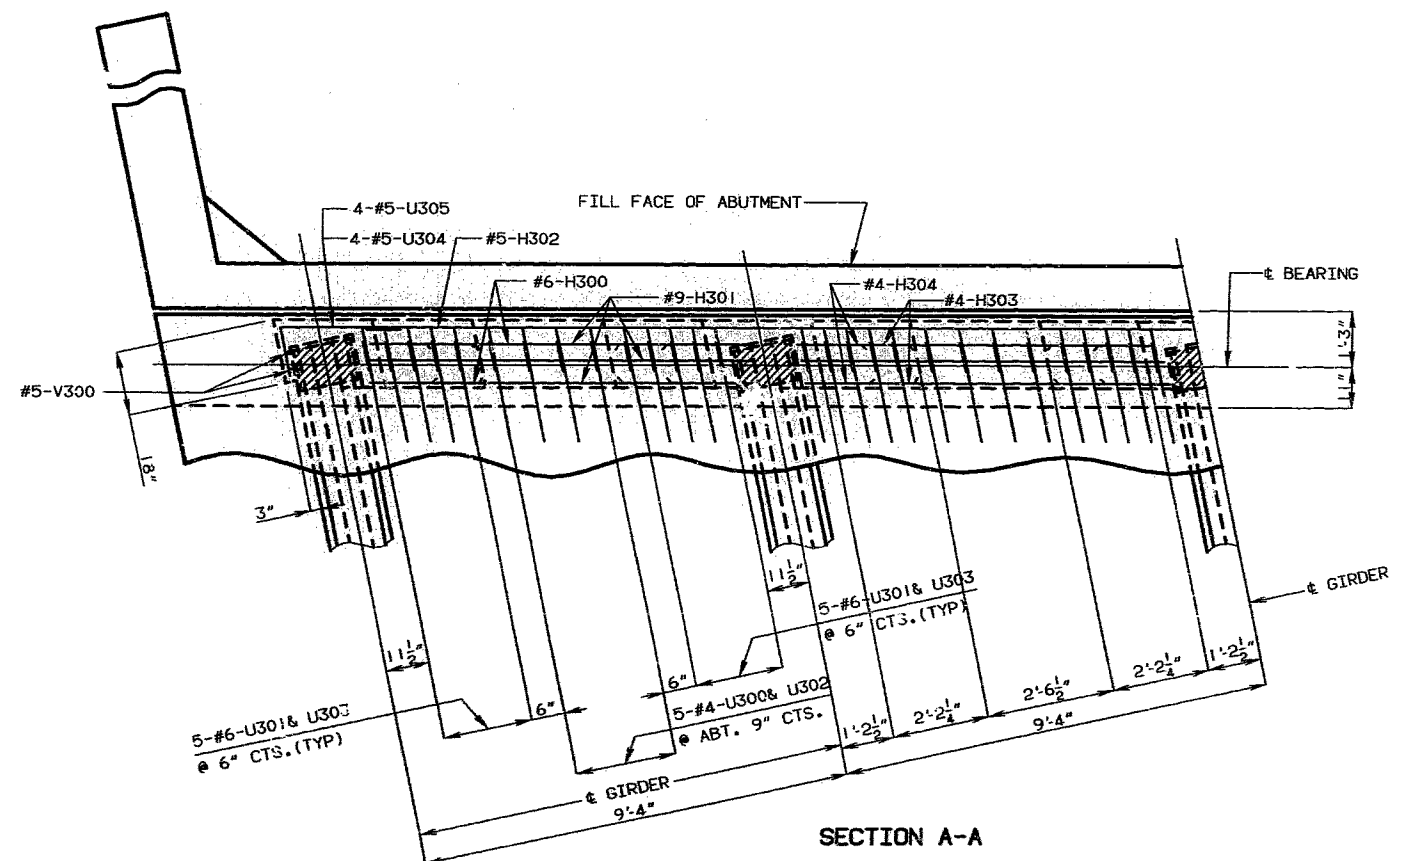 4-#5-U305
FILL FACE OF ABUTMENT
4-#5-U304
#5-H302
℄ BEARING
#6-H300
#4-H304
#9-H301
#4-H303
1'-3"
#5-V300
11"
18"
3"
11½"
5-#6-U301& U303
@ 6" CTS.(TYP)
℄ GIRDER
11½"
6"
2'-2¼"
1'-2½"
2'-6½"
5-#6-U301& U303
@ 6" CTS.(TYP)
6"
5-#4-U300& U302
@ ABT. 9" CTS.
1'-2½"
2'-2¼"
9'-4"
℄ GIRDER
9'-4"
SECTION A-A